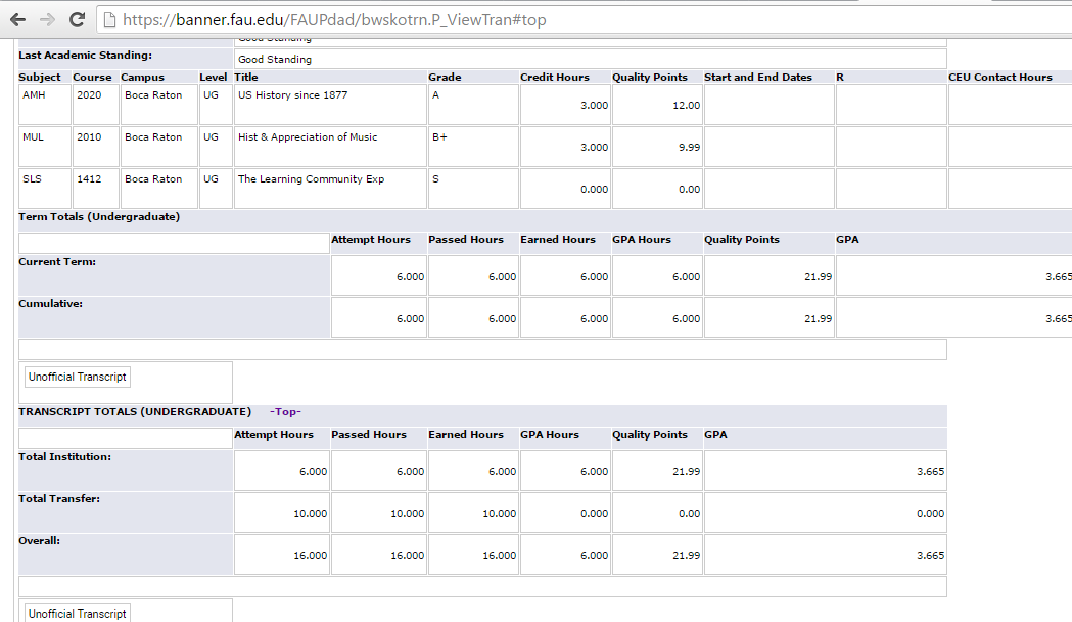 https://banner.fau.edu/FAUPdad/bwskotrn.P_ViewTran#top
Good Standing
Last Academic Standing: Good Standing
Subject Course Campus Level Title Grade Credit Hours Quality Points Start and End Dates R CEU Contact Hours
AMH 2020 Boca Raton UG US History since 1877 A 3.000 12.00
MUL 2010 Boca Raton UG Hist & Appreciation of Music B+ 3.000 9.99
SLS 1412 Boca Raton UG The Learning Community Exp S 0.000 0.00
Term Totals (Undergraduate)
Attempt Hours Passed Hours Earned Hours GPA Hours Quality Points GPA
Current Term: 6.000 6.000 6.000 6.000 21.99 3.665
Cumulative: 6.000 6.000 6.000 6.000 21.99 3.665
Unofficial Transcript
TRANSCRIPT TOTALS (UNDERGRADUATE) -Top-
Attempt Hours Passed Hours Earned Hours GPA Hours Quality Points GPA
Total Institution: 6.000 6.000 6.000 6.000 21.99 3.665
Total Transfer: 10.000 10.000 10.000 0.000 0.00 0.000
Overall: 16.000 16.000 16.000 6.000 21.99 3.665
Unofficial Transcript